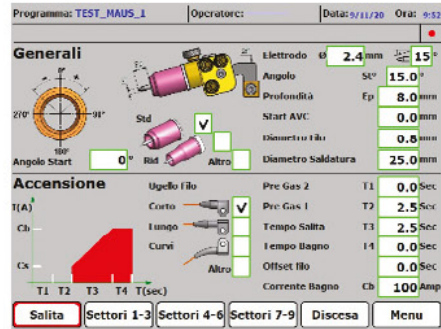 Programma: TEST_MAUS_1 Operatore: Data: 9/11/20 Ora: 9:52
Generali
Elettrodo Ø 2.4 mm 15°
0°
Angolo St° 15.0 °
Profondità Ep 8.0 mm
270° 90°
Std
Start AVC 0.0 mm
Diametro Filo 0.8 mm
180°
Angolo Start 0 ° Rid Altro Diametro Saldatura 25.0 mm
Accensione Ugello Filo Pre Gas 2 T1 0.0 Sec
I(A) Corto Pre Gas 1 T2 2.5 Sec
Cb Lungo Tempo Salita T3 2.5 Sec
Curvi Tempo Bagno T4 0.0 Sec
Cs Altro Offset filo 0.0 Sec
T1 T2 T3 T4 T(sec) Corrente Bagno Cb 100 Amp
Salita Settori 1-3 Settori 4-6 Settori 7-9 Discesa Menu